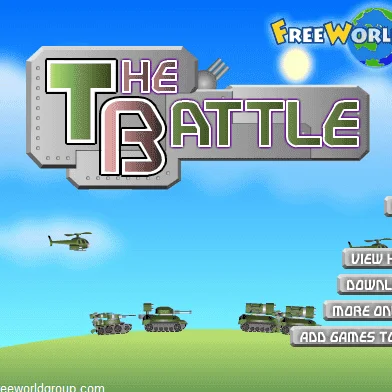 FREEWORL
THE
BATTLE
VIEW H
DOWNL
MORE ON
ADD GAMES TO
eeworldgroup.com